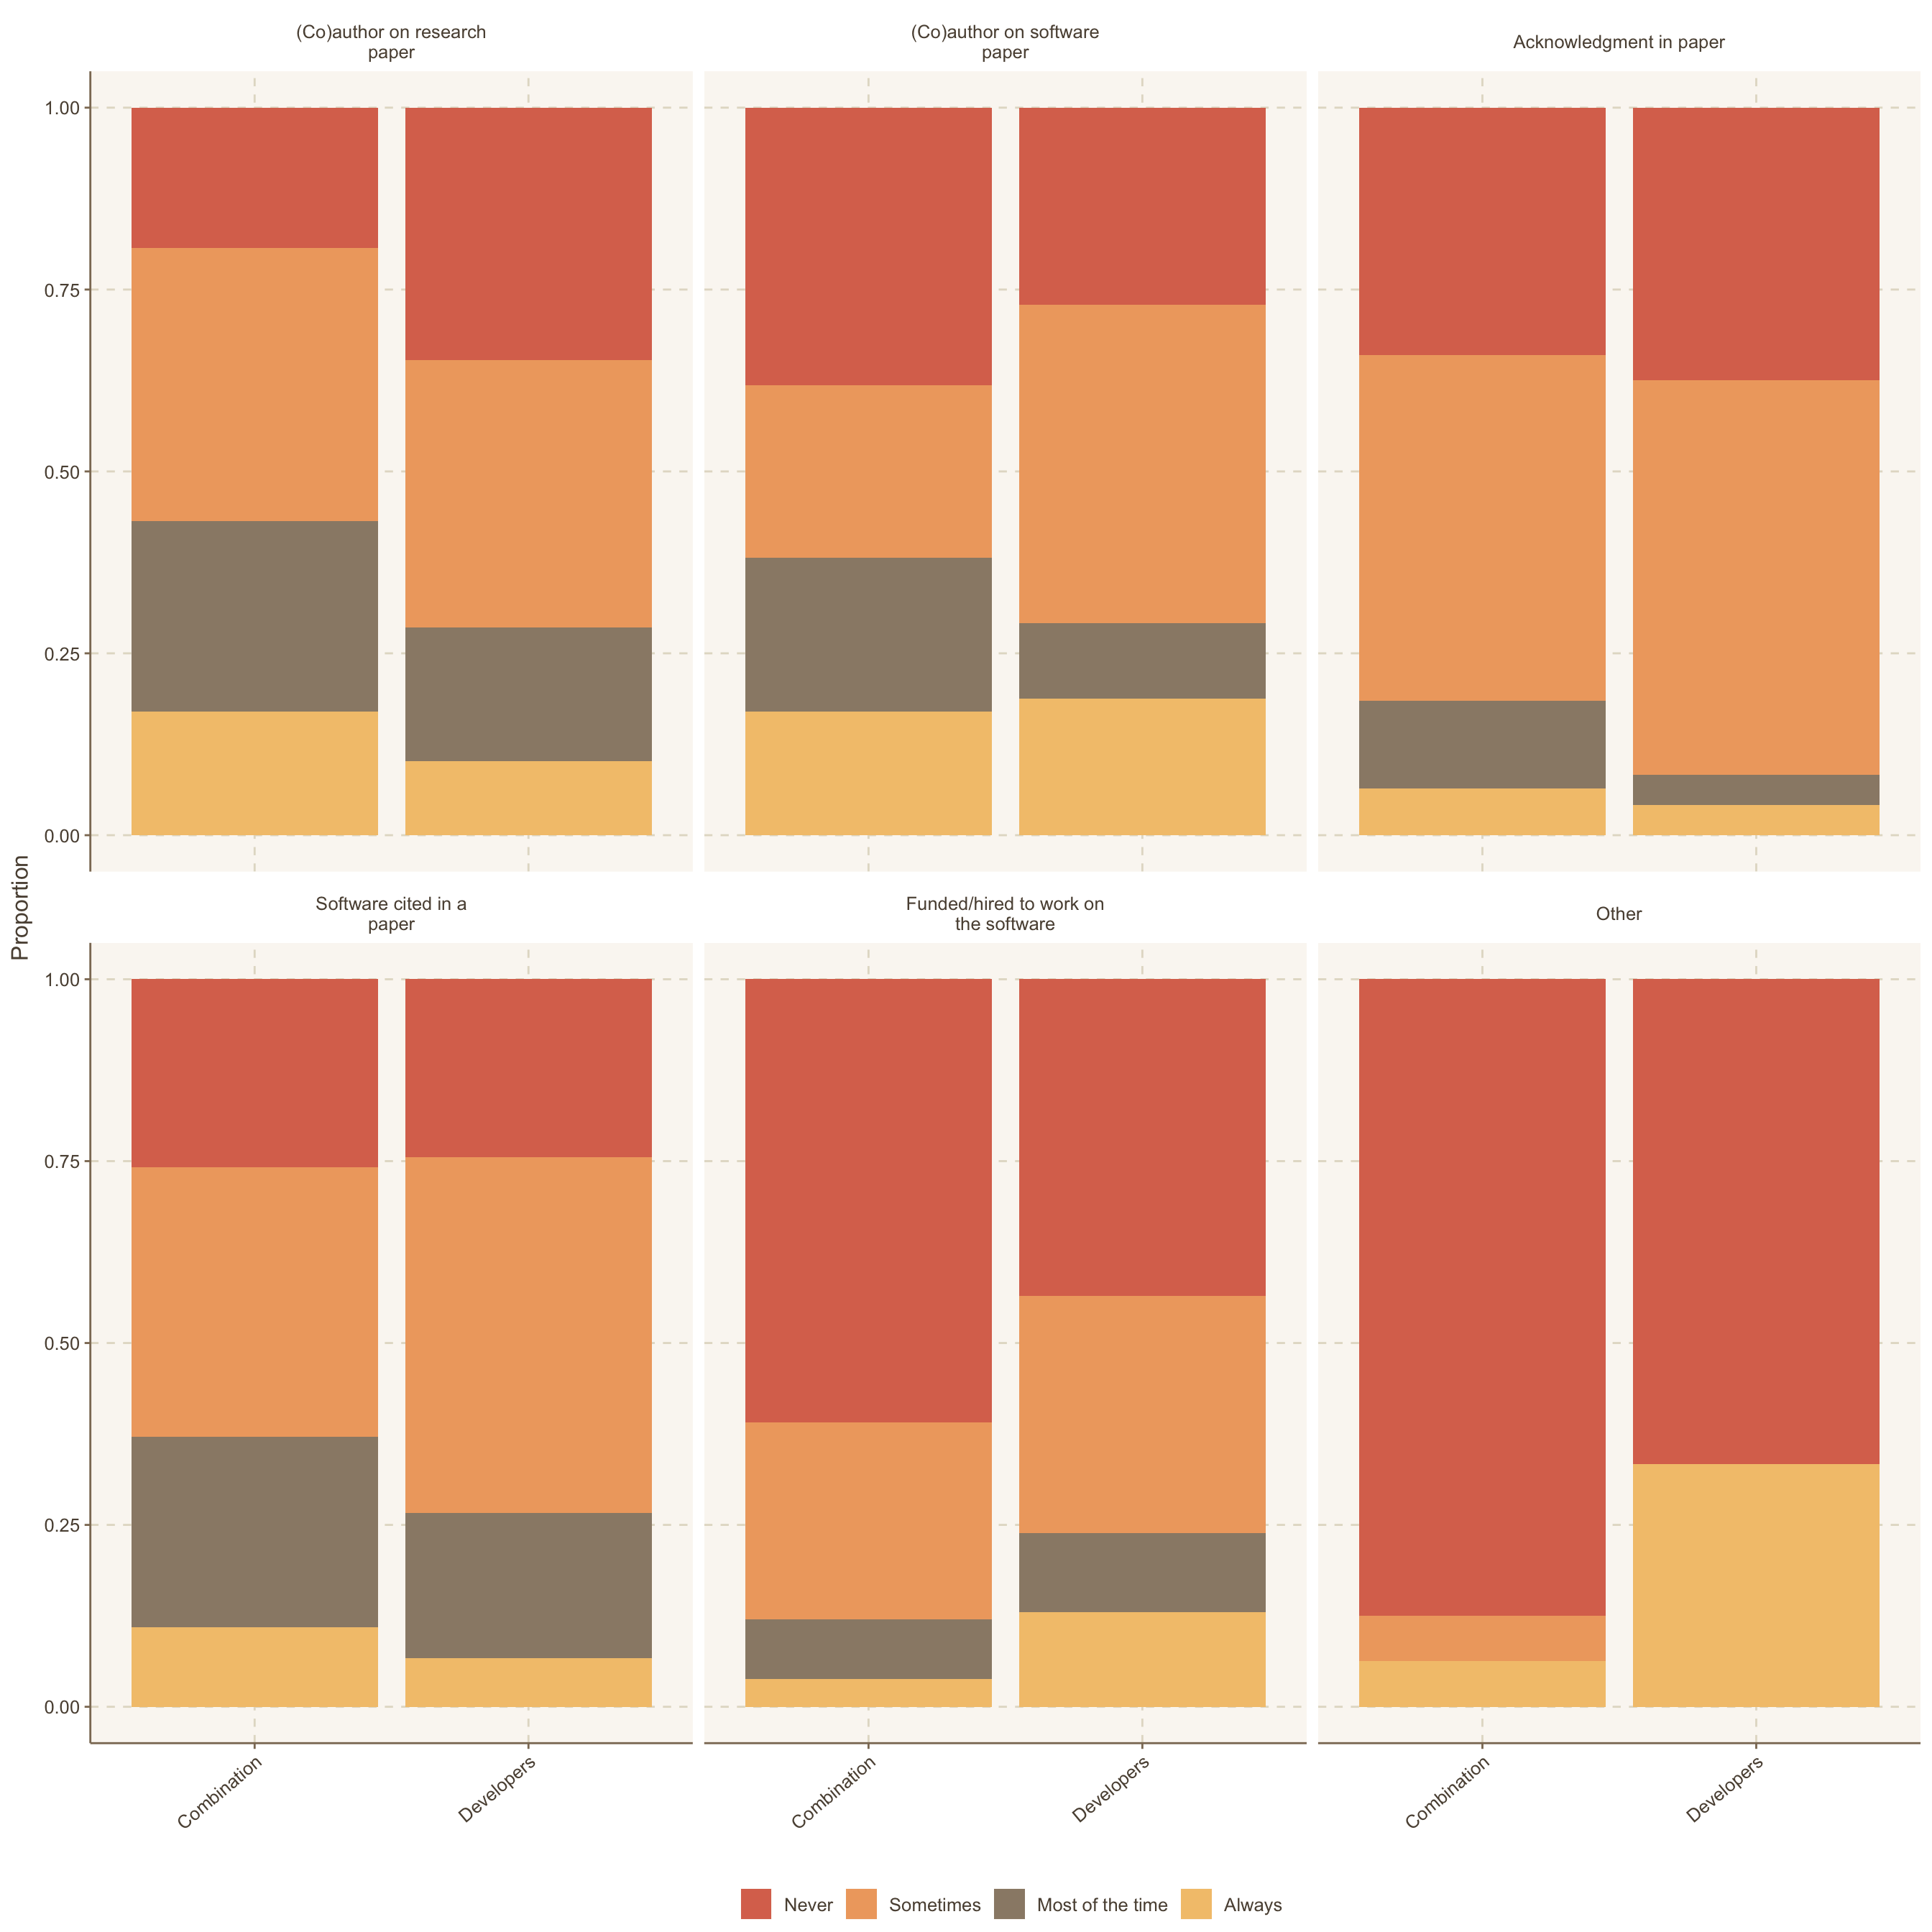 (Co)author on research
paper
(Co)author on software
paper
Acknowledgment in paper
1.00
0.75
0.50
0.25
0.00
Proportion
Software cited in a
paper
Funded/hired to work on
the software
Other
1.00
0.75
0.50
0.25
0.00
Combination
Developers
Combination
Developers
Combination
Developers
Never
Sometimes
Most of the time
Always